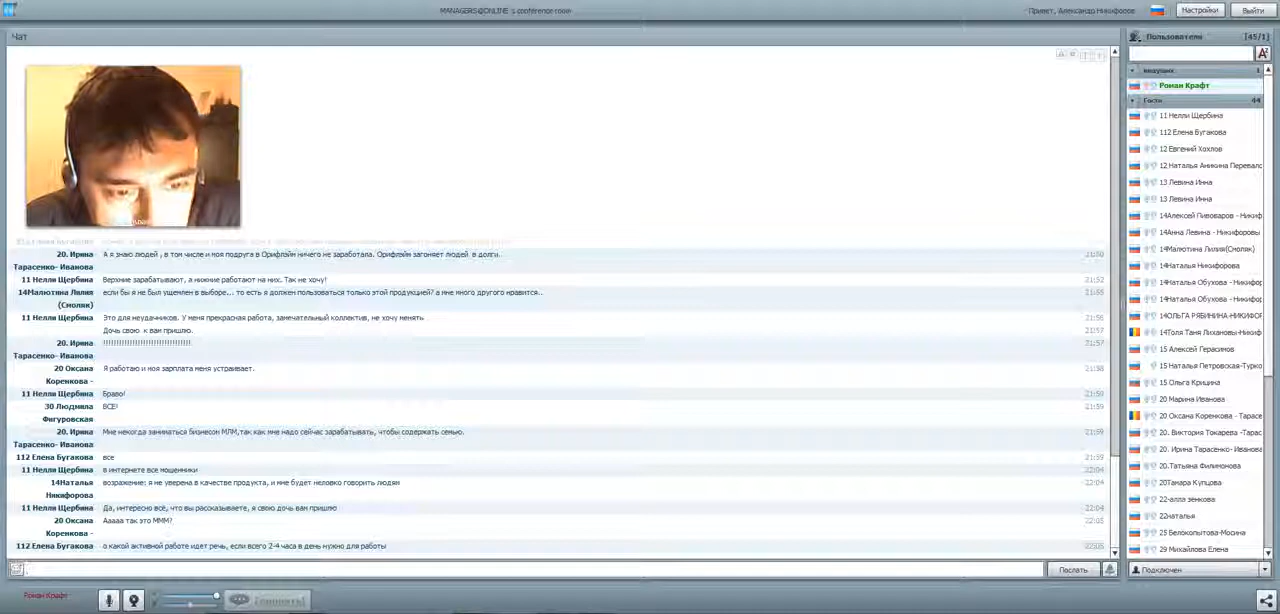 MANAGERS@ONLINE 's conference room
Привет, Александр Никифоров
Настройки
Выйти
Чат
20. Ирина Тарасенко- Иванова
А я знаю людей , в том числе и моя подруга в Орифлэйм ничего не заработала. Орифлэйм загоняет людей в долги.
11 Нелли Щербина
Верхние зарабатывают, а нижние работают на них. Так не хочу!
21:52
14Малютина Лилия (Смоляк)
если бы я не был ущемлен в выборе... то есть я должен пользоваться только этой продукцией? а мне много другого нравится..
21:55
11 Нелли Щербина
Это для неудачников. У меня прекрасная работа, замечательный коллектив, не хочу менять
21:56
Дочь свою к вам пришлю.
21:57
20. Ирина Тарасенко- Иванова
21:57
20 Оксана Коренкова -
Я работаю и моя зарплата меня устраивает.
21:58
11 Нелли Щербина
Браво!
21:59
30 Людмила Фигуровская
ВСЕ!
21:59
20. Ирина Тарасенко- Иванова
Мне некогда заниматься бизнесом МЛМ,так как мне надо сейчас зарабатывать, чтобы содержать семью.
21:59
112 Елена Бугакова
все
21:59
11 Нелли Щербина
в интернете все мошенники
22:04
14Наталья Никифорова
возражение: я не уверена в качестве продукта, и мне будет неловко говорить людям
22:04
11 Нелли Щербина
Да, интересно всё, что вы рассказываете, я свою дочь вам пришлю
22:04
20 Оксана Коренкова -
Ааааа так это МММ?
22:05
112 Елена Бугакова
о какой активной работе идет речь, если всего 2-4 часа в день нужно для работы
Послать
Роман Крафт
Говорить!
Пользователи
[45/1]
ведущих
1
Роман Крафт
Гости
44
11 Нелли Щербина
112 Елена Бугакова
12 Евгений Хохлов
12 Наталья Аникина Перевало
13 Левина Инна
13 Левина Инна
14Алексей Пивоваров - Никиф
14Анна Левина - Никифоровы
14Малютина Лилия(Смоляк)
14Наталья Никифорова
14Наталья Обухова - Никифор
14Наталья Обухова - Никифор
14ОЛЬГА РЯБИНИНА-НИКИФОР
14Толя Таня Лихановы-Никиф
15 Алексей Герасимов
15 Наталья Петровская-Турко
15 Ольга Крицина
20 Марина Иванова
20 Оксана Коренкова - Тарасе
20. Виктория Токарева -Тарас
20. Ирина Тарасенко-Иванова
20.Татьяна Филимонова
20Тамара Купцова
22-алла зенкова
22наталья
25 Белокопытова-Мосина
29 Михайлова Елена
Подключен